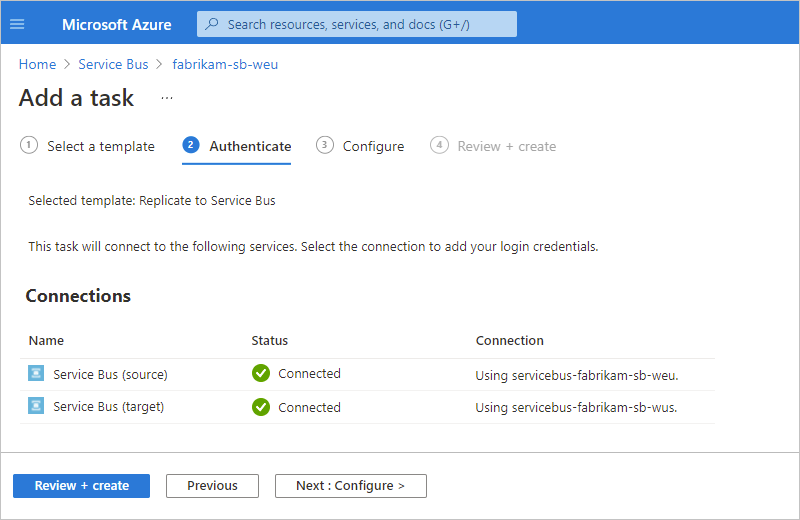 Microsoft Azure
Search resources, services, and docs (G+/)
Home > Service Bus > fabrikam-sb-weu
Add a task ...
1 Select a template 2 Authenticate 3 Configure 4 Review + create
Selected template: Replicate to Service Bus
This task will connect to the following services. Select the connection to add your login credentials.
Connections
Name Status Connection
Service Bus (source) Connected Using servicebus-fabrikam-sb-weu.
Service Bus (target) Connected Using servicebus-fabrikam-sb-wus.
Review + create Previous Next : Configure >